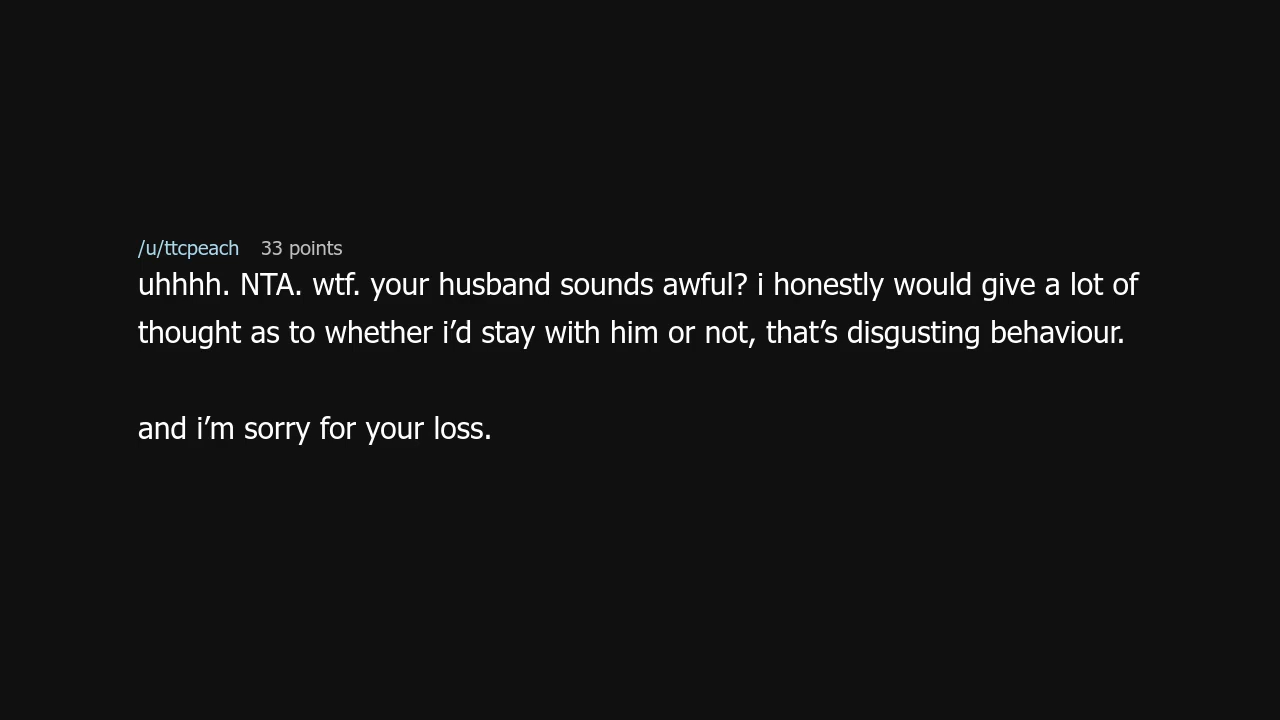 /u/ttcpeach 33 points
uhhhh. NTA. wtf. your husband sounds awful? i honestly would give a lot of
thought as to whether i’d stay with him or not, that’s disgusting behaviour.
and i’m sorry for your loss.